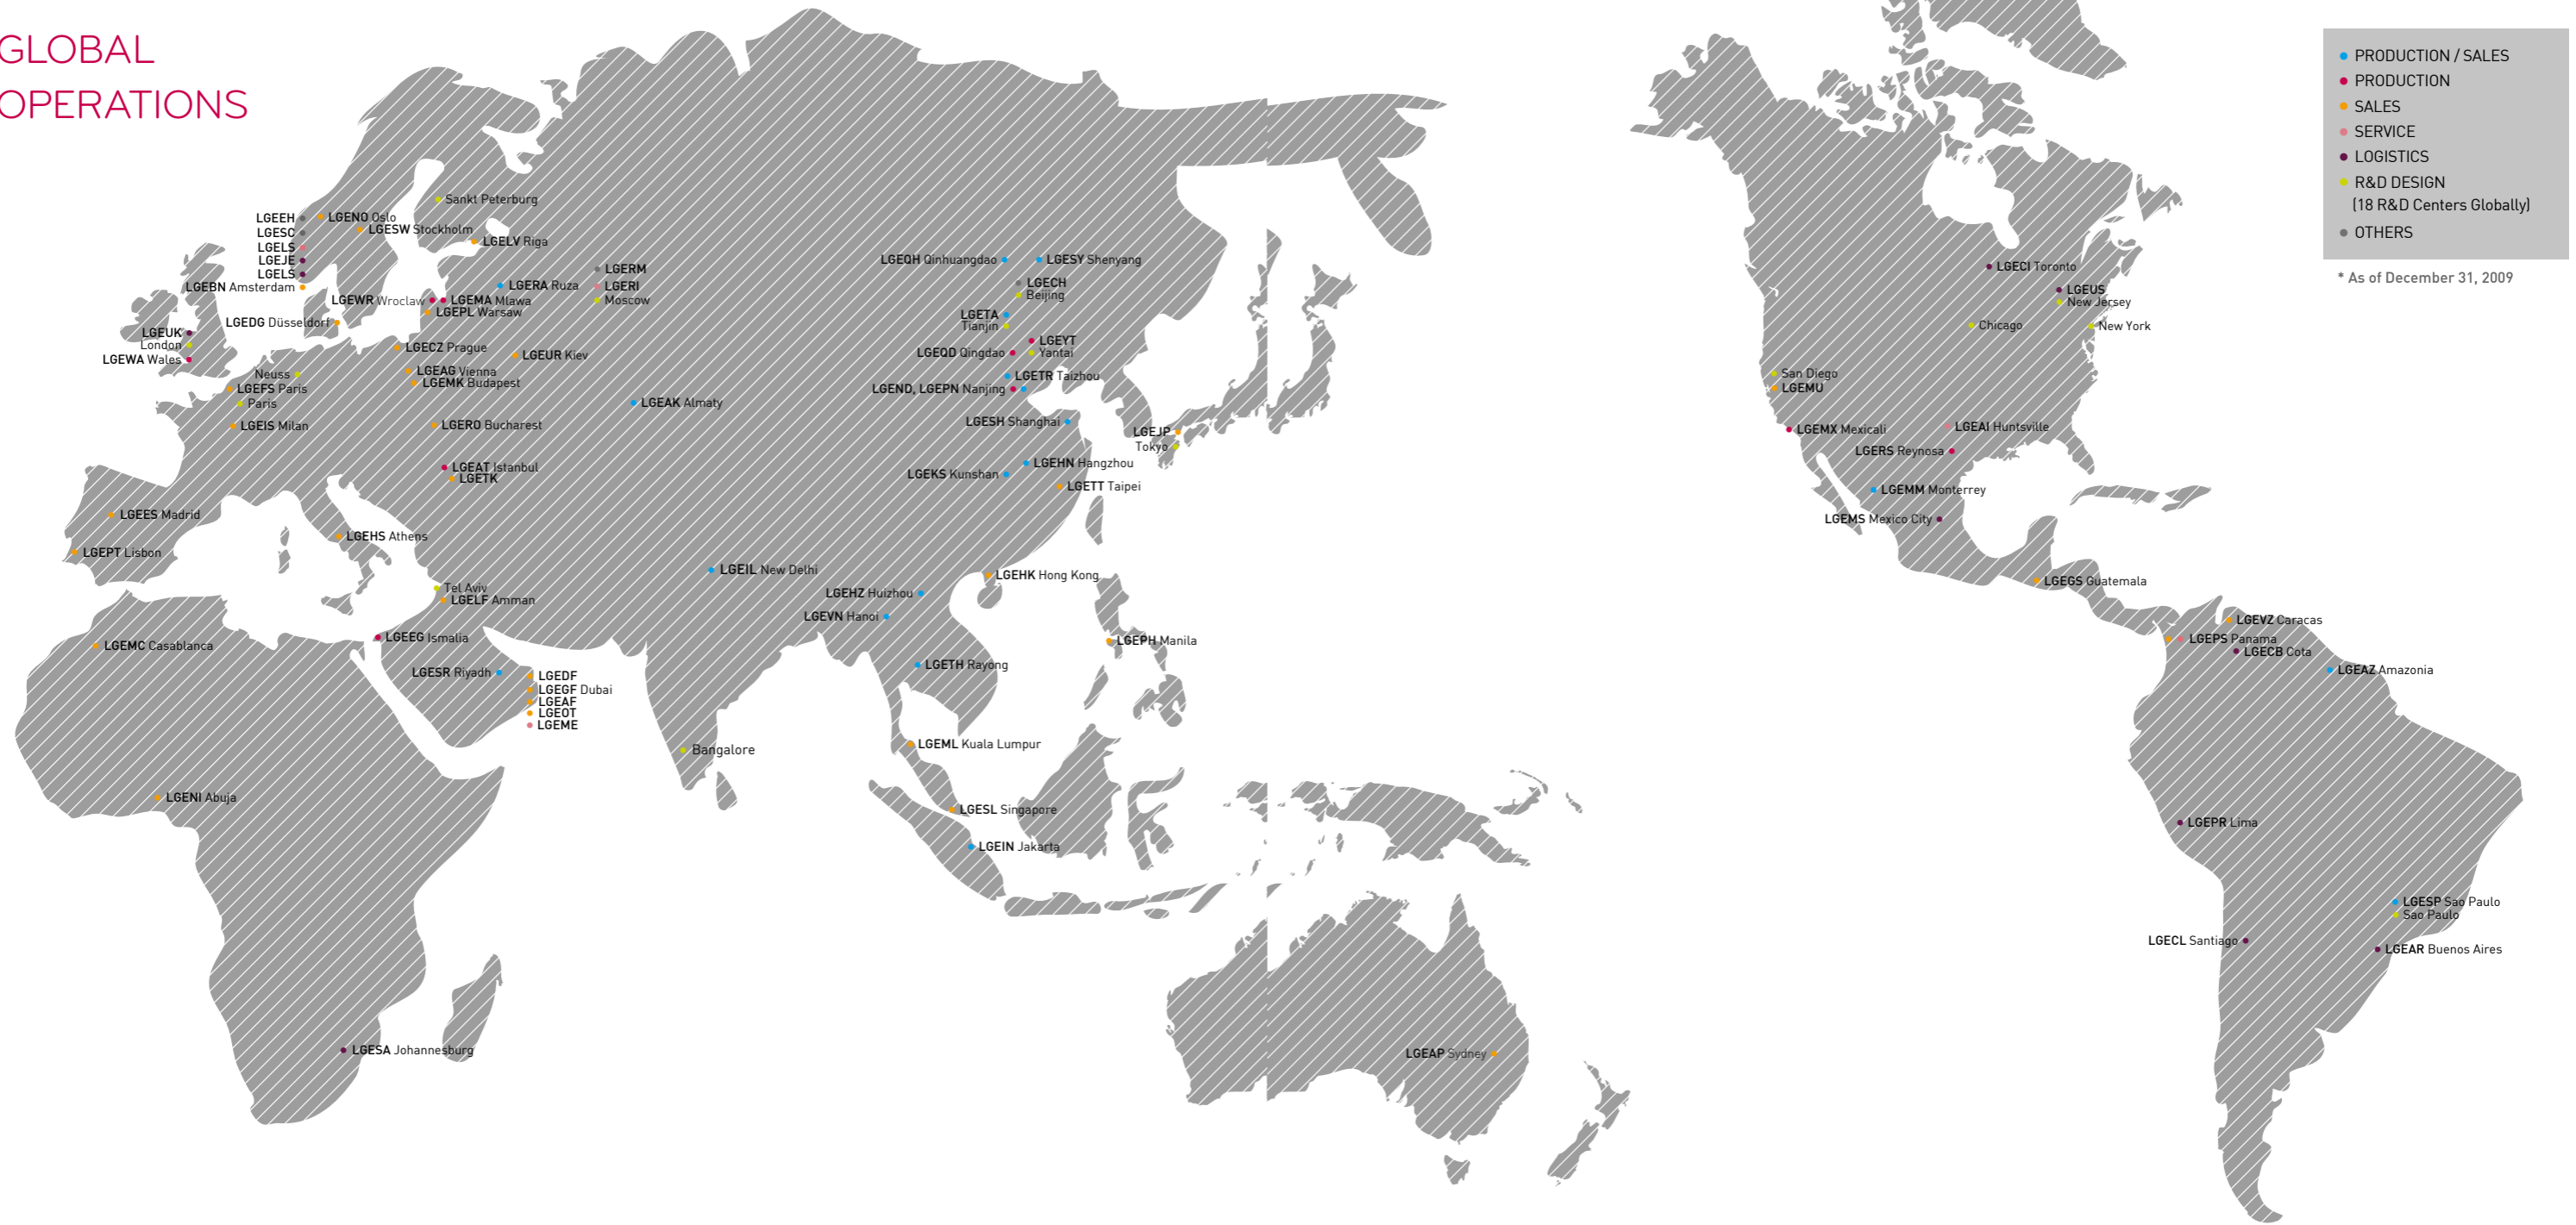 GLOBAL
OPERATIONS
PRODUCTION / SALES
PRODUCTION
SALES
SERVICE
LOGISTICS
R&D DESIGN
(18 R&D Centers Globally)
OTHERS
* As of December 31, 2009
Sankt Peterburg
LGEEH
LGENO Oslo
LGESC
LGESW Stockholm
LGELS
LGELV Riga
LGEJE
LGELS
LGEBN Amsterdam
LGERM
LGERA Ruza
LGERI
LGEWR Wroclaw
LGEMA Mlawa
Moscow
LGEPL Warsaw
LGEDG Düsseldorf
LGEUK
London
LGEWA Wales
LGECZ Prague
LGEUR Kiev
Neuss
LGEAG Vienna
LGEMK Budapest
LGEFS Paris
Paris
LGEAK Almaty
LGEIS Milan
LGERO Bucharest
LGEAT Istanbul
LGETK
LGEES Madrid
LGEHS Athens
LGEPT Lisbon
Tel Aviv
LGELF Amman
LGEEG Ismalia
LGEMC Casablanca
LGESR Riyadh
LGEDF
LGEGF Dubai
LGEAF
LGEOT
LGEME
LGENI Abuja
LGESA Johannesburg
LGEQH Qinhuangdao
LGESY Shenyang
LGECH
Beijing
LGETA
Tianjin
LGEYT
LGEQD Qingdao
Yantai
LGETR Taizhou
LGEND, LGEPN Nanjing
LGESH Shanghai
LGEJP
Tokyo
LGEHN Hangzhou
LGEKS Kunshan
LGETT Taipei
LGEIL New Delhi
LGEHK Hong Kong
LGEHZ Huizhou
LGEVN Hanoi
LGEPH Manila
LGETH Rayong
Bangalore
LGEML Kuala Lumpur
LGESL Singapore
LGEIN Jakarta
LGEAP Sydney
LGECI Toronto
LGEUS
New Jersey
Chicago
New York
San Diego
LGEMU
LGEMX Mexicali
LGEAI Huntsville
LGERS Reynosa
LGEMM Monterrey
LGEMS Mexico City
LGEGS Guatemala
LGEVZ Caracas
LGEPS Panama
LGECB Cota
LGEAZ Amazonia
LGEPR Lima
LGESP Sao Paulo
Sao Paulo
LGECL Santiago
LGEAR Buenos Aires